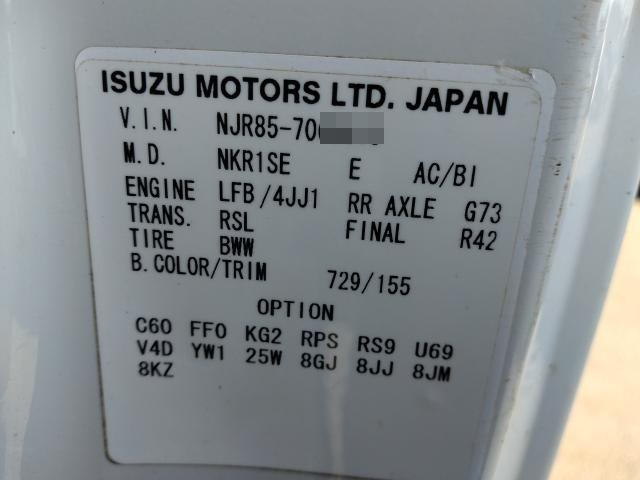 ISUZU MOTORS LTD. JAPAN
V.I.N. NJR85-70
M.D. NKR1SE E AC/BI
ENGINE LFB/4JJ1 RR AXLE G73
TRANS. RSL FINAL R42
TIRE BWW
B.COLOR/TRIM 729/155
OPTION
C60 FF0 KG2 RPS RS9 U69
V4D YW1 25W 8GJ 8JJ 8JM
8KZ